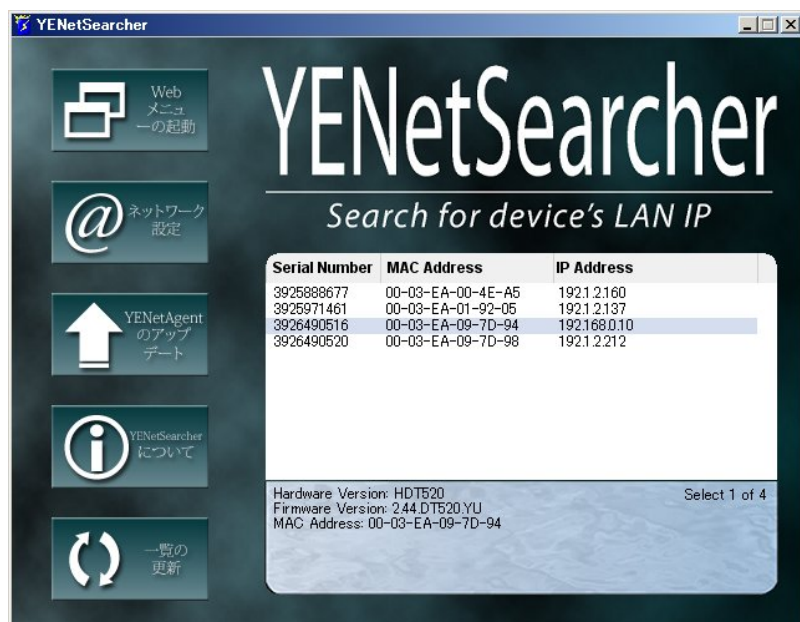 YENetSearcher
Web
メニュ
ーの起動
ネットワーク
設定
YENetAgent
のアップ
デート
YENetSearcher
について
一覧の
更新
YENetSearcher
Search for device's LAN IP
Serial Number MAC Address IP Address
3925888677 00-03-EA-00-4E-A5 192.1.2.160
3925971461 00-03-EA-01-92-05 192.1.2.137
3926490516 00-03-EA-09-7D-94 192.168.0.10
3926490520 00-03-EA-09-7D-98 192.1.2.212
Hardware Version: HDT520
Select 1 of 4
Firmware Version: 2.44.DT520.YU
MAC Address: 00-03-EA-09-7D-94